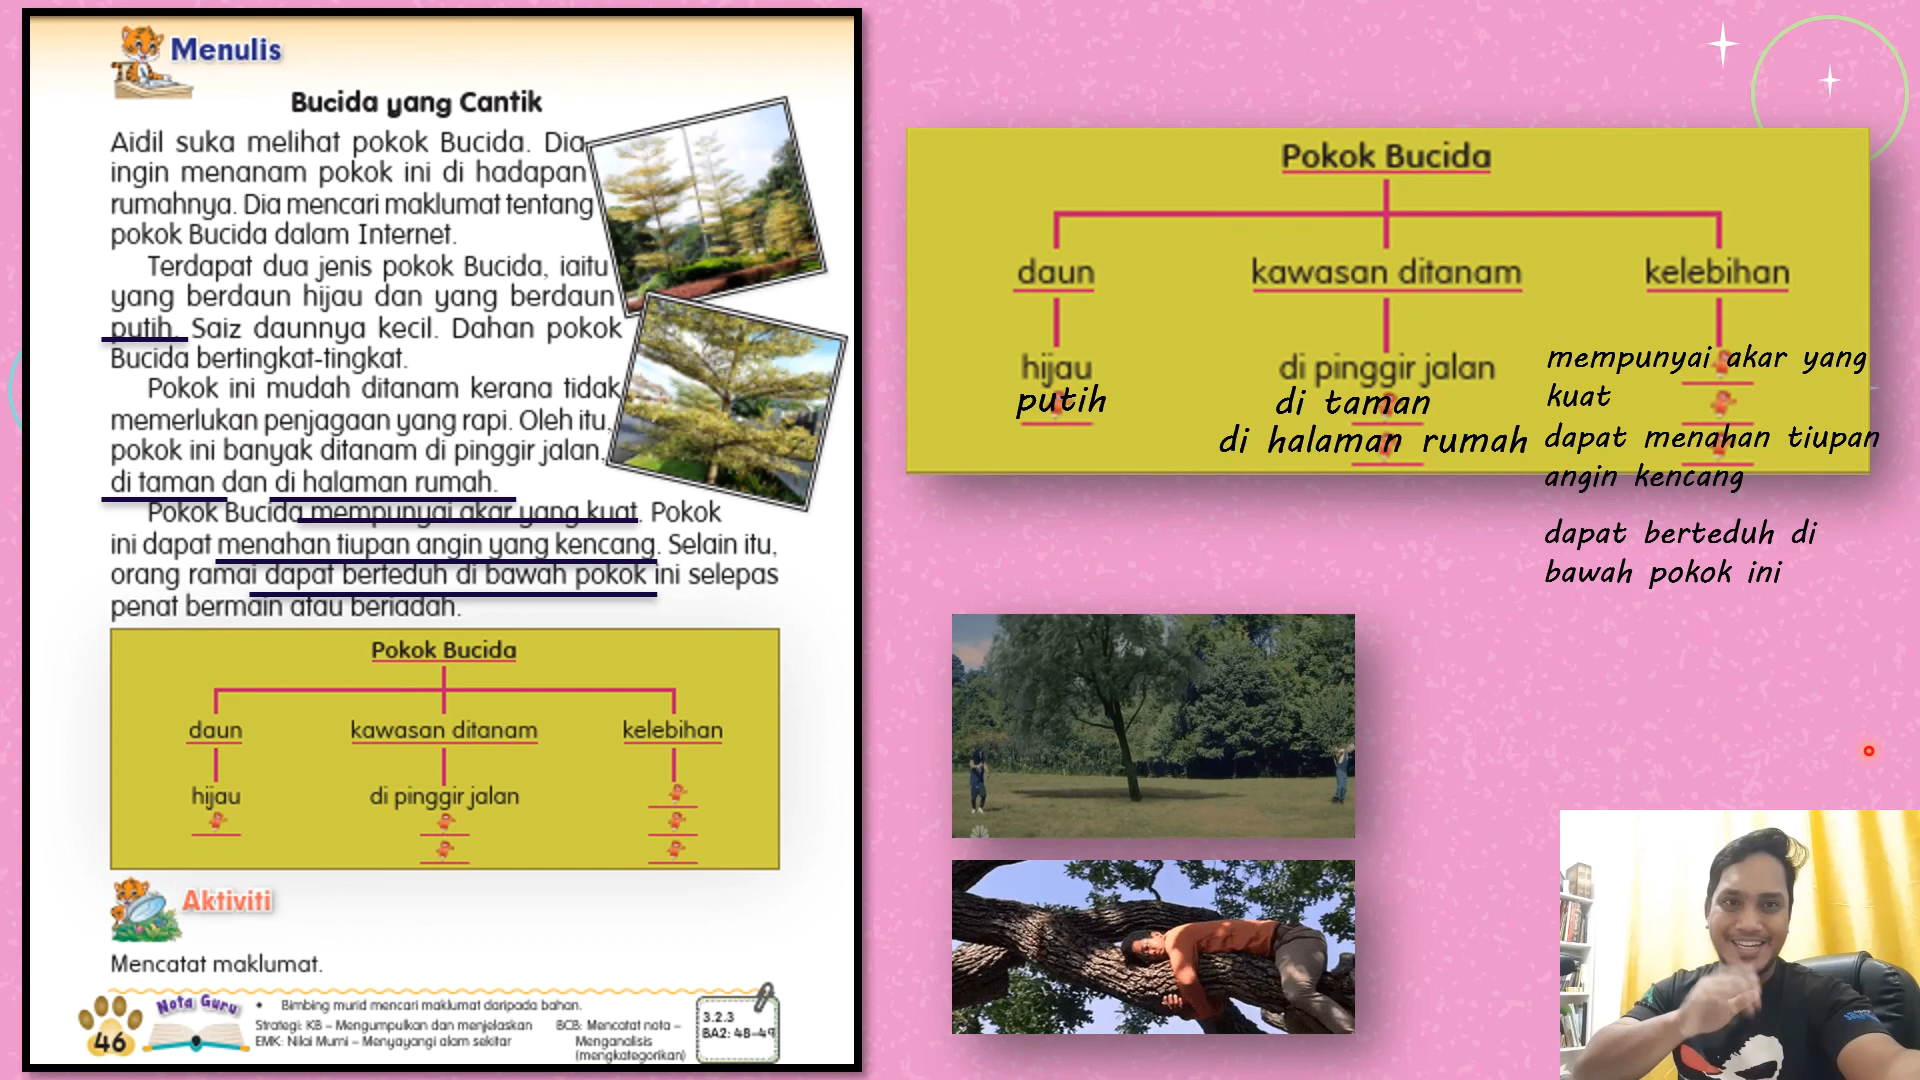 Menulis
Bucida yang Cantik
Aidil suka melihat pokok Bucida. Dia
ingin menanam pokok ini di hadapan
rumahnya. Dia mencari maklumat tentang
pokok Bucida dalam Internet.
Terdapat dua jenis pokok Bucida, iaitu
yang berdaun hijau dan yang berdaun
putih. Saiz daunnya kecil. Dahan pokok
Bucida bertingkat-tingkat.
Pokok ini mudah ditanam kerana tidak
memerlukan penjagaan yang rapi. Oleh itu,
pokok ini banyak ditanam di pinggir jalan,
di taman dan di halaman rumah.
Pokok Bucida mempunyai akar yang kuat. Pokok
ini dapat menahan tiupan angin yang kencang. Selain itu,
orang ramai dapat berteduh di bawah pokok ini selepas
penat bermain atau beriadah.
Pokok Bucida
daun
kawasan ditanam
kelebihan
hijau
di pinggir jalan
Aktiviti
Mencatat maklumat.
46
Nota Guru
• Bimbing murid mencari maklumat daripada bahan.
Strategi: KB – Mengumpulkan dan menjelaskan
EMK: Nilai Murni – Menyayangi alam sekitar
BCB: Mencatat nota –
Menganalisis
(mengkategorikan)
3.2.3
BA2: 48–49
Pokok Bucida
daun
kawasan ditanam
kelebihan
hijau
putih
di pinggir jalan
di taman
di halaman rumah
mempunyai akar yang
kuat
dapat menahan tiupan
angin kencang
dapat berteduh di
bawah pokok ini